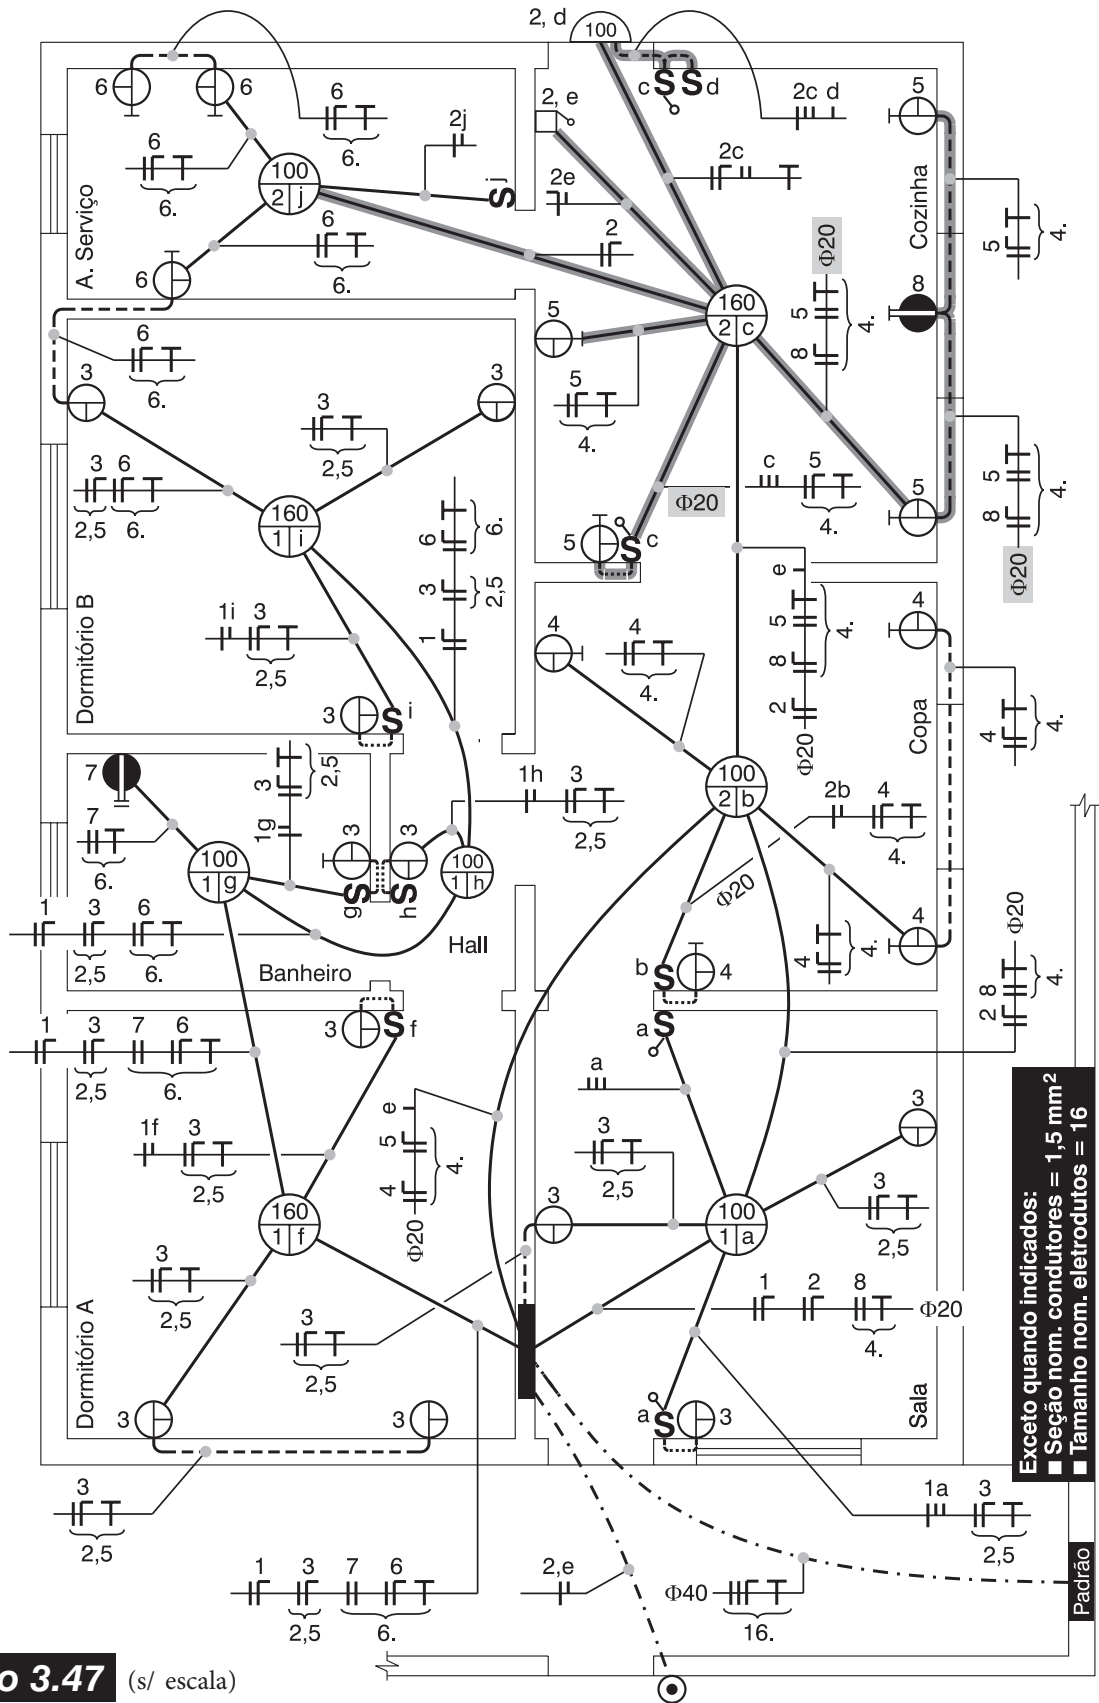 2, d
100
c S S d
2c d
6
6
6
6.
2, e
2j
5
2c
6
6.
100
2 j
S j
2e
A. Serviço
Cozinha
6
6.
2
Φ20
5
8
4.
5
4.
6
5
160
2 c
8
6
6.
3
3
5
4.
3
2,5
c
5
4.
Φ20
5
8
4.
Φ20
3
6
2,5
6.
160
1 i
6
6.
3
2,5
1
5
S c
5
e
5
8
4.
2
Φ20
4
4
4.
4
Dormitório B
1i
3
2,5
3
S i
Copa
4
4.
7
3
2,5
1g
1h
3
2,5
100
2 b
2b
4
4.
7
6.
100
1 g
3
3
g S
S h
100
1 h
Φ20
4
4.
4
Φ20
8
2
4.
1
3
6
2,5
6.
Hall
Banheiro
b S
4
1
3
7
6
2,5
6.
3
S f
a S
a
1f
3
2,5
e
5
4
4.
Φ20
3
2,5
3
160
1 f
3
100
1 a
3
2,5
3
2,5
1
2
8
4.
Φ20
3
2,5
Dormitório A
Sala
3
3
a S
3
3
2,5
1a
3
2,5
1
3
7
6
2,5
6.
2,e
Φ40
16.
Padrão
Exceto quando indicados:
■ Seção nom. condutores = 1,5 mm²
■ Tamanho nom. eletrodutos = 16
o 3.47 (s/ escala)